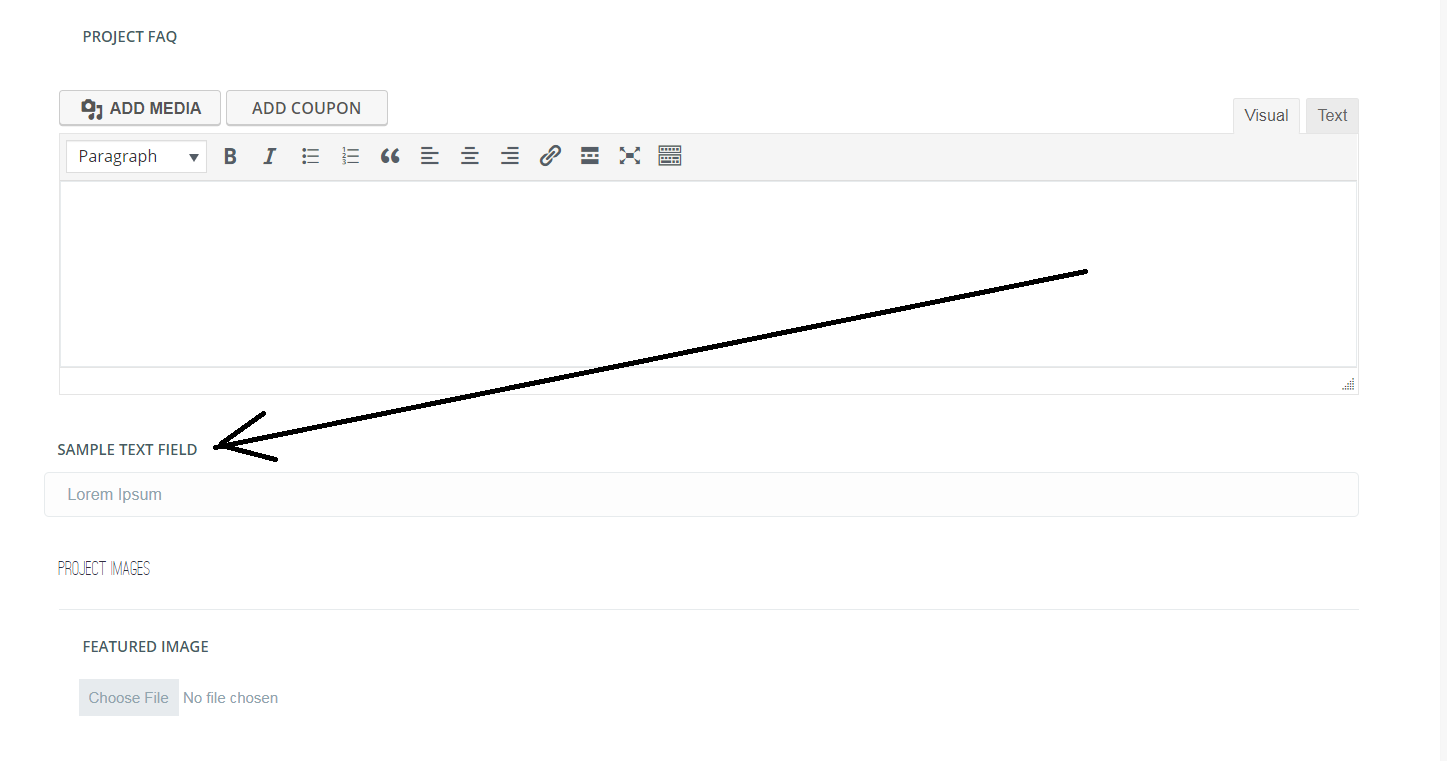 PROJECT FAQ
ADD MEDIA ADD COUPON
Visual Text
Paragraph
SAMPLE TEXT FIELD
Lorem Ipsum
PROJECT IMAGES
FEATURED IMAGE
Choose File No file chosen